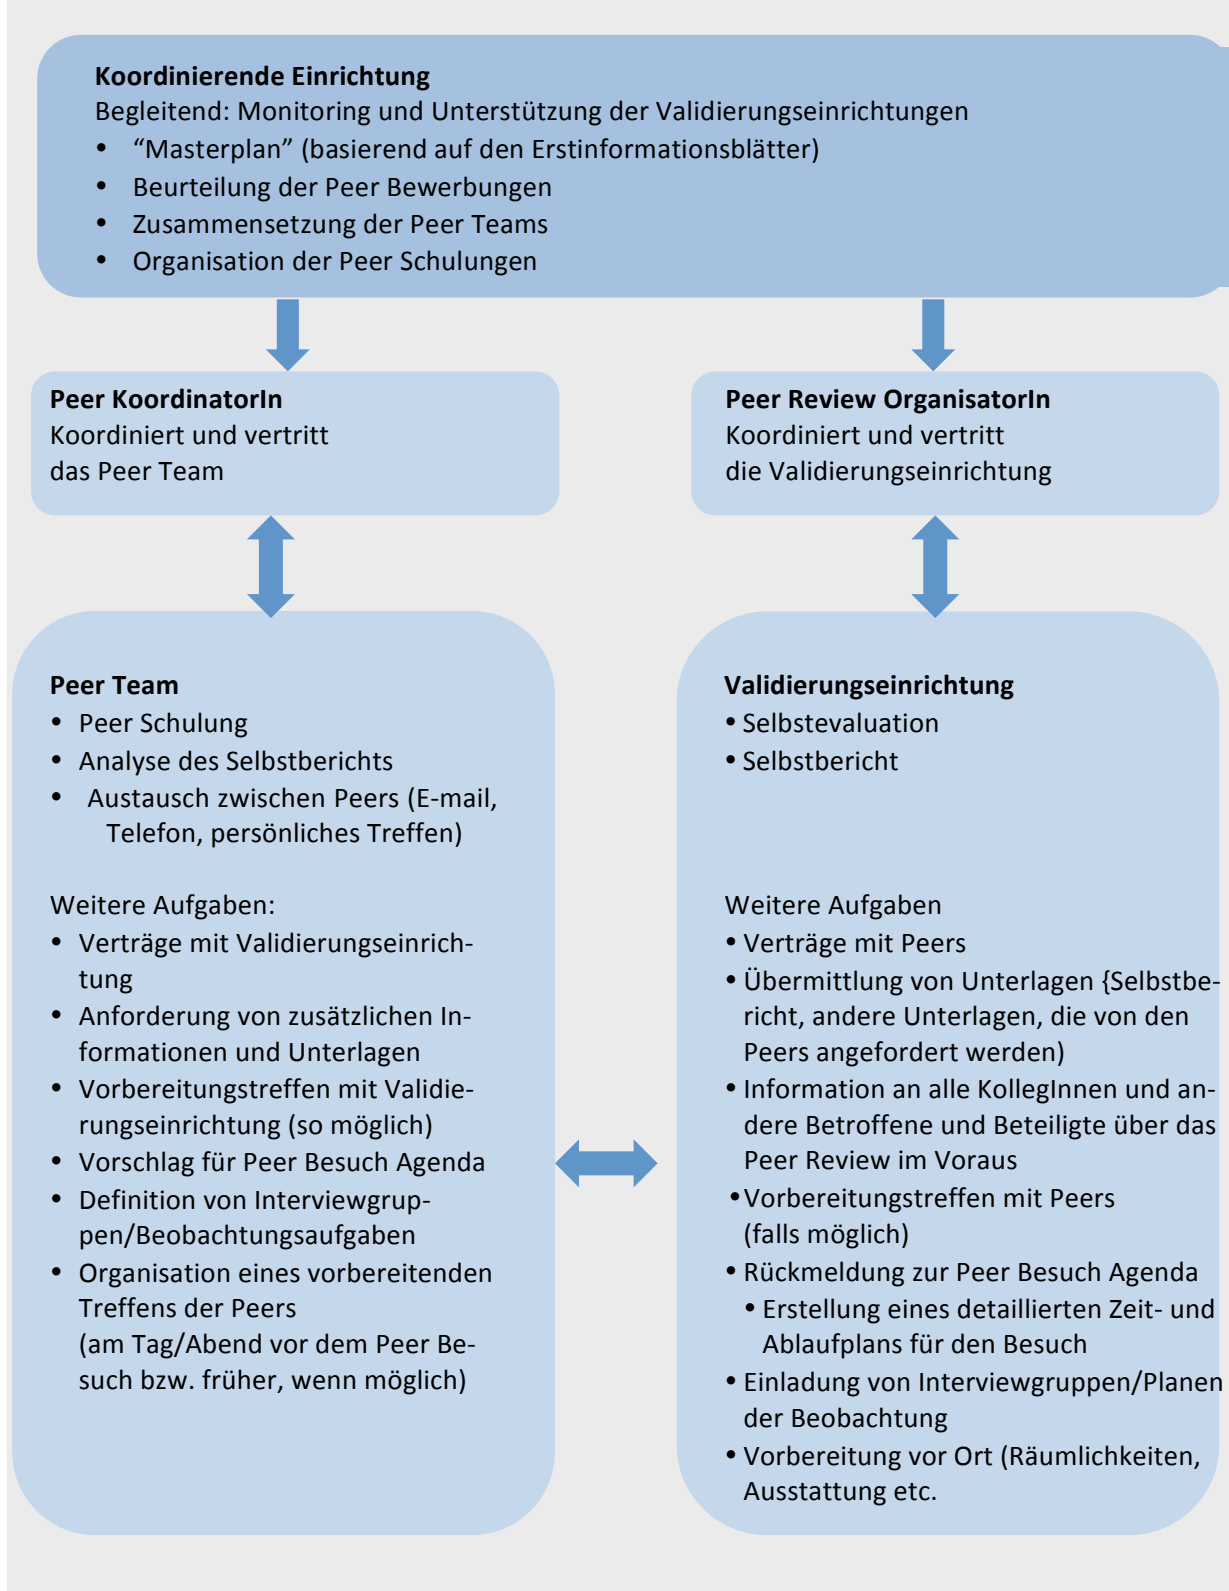 Koordinierende Einrichtung
Begleitend: Monitoring und Unterstützung der Validierungseinrichtungen
• “Masterplan” (basierend auf den Erstinformationsblätter)
• Beurteilung der Peer Bewerbungen
• Zusammensetzung der Peer Teams
• Organisation der Peer Schulungen
Peer KoordinatorIn
Koordiniert und vertritt
das Peer Team
Peer Review OrganisatorIn
Koordiniert und vertritt
die Validierungseinrichtung
Peer Team
• Peer Schulung
• Analyse des Selbstberichts
• Austausch zwischen Peers (E-mail,
Telefon, persönliches Treffen)
Weitere Aufgaben:
• Verträge mit Validierungseinrich-
tung
• Anforderung von zusätzlichen In-
formationen und Unterlagen
• Vorbereitungstreffen mit Validie-
rungseinrichtung (so möglich)
• Vorschlag für Peer Besuch Agenda
• Definition von Interviewgrup-
pen/Beobachtungsaufgaben
• Organisation eines vorbereitenden
Treffens der Peers
(am Tag/Abend vor dem Peer Be-
such bzw. früher, wenn möglich)
Validierungseinrichtung
• Selbstevaluation
• Selbstbericht
Weitere Aufgaben
• Verträge mit Peers
• Übermittlung von Unterlagen {Selbstbe-
richt, andere Unterlagen, die von den
Peers angefordert werden)
• Information an alle KollegInnen und an-
dere Betroffene und Beteiligte über das
Peer Review im Voraus
• Vorbereitungstreffen mit Peers
(falls möglich)
• Rückmeldung zur Peer Besuch Agenda
• Erstellung eines detaillierten Zeit- und
Ablaufplans für den Besuch
• Einladung von Interviewgruppen/Planen
der Beobachtung
• Vorbereitung vor Ort (Räumlichkeiten,
Ausstattung etc.